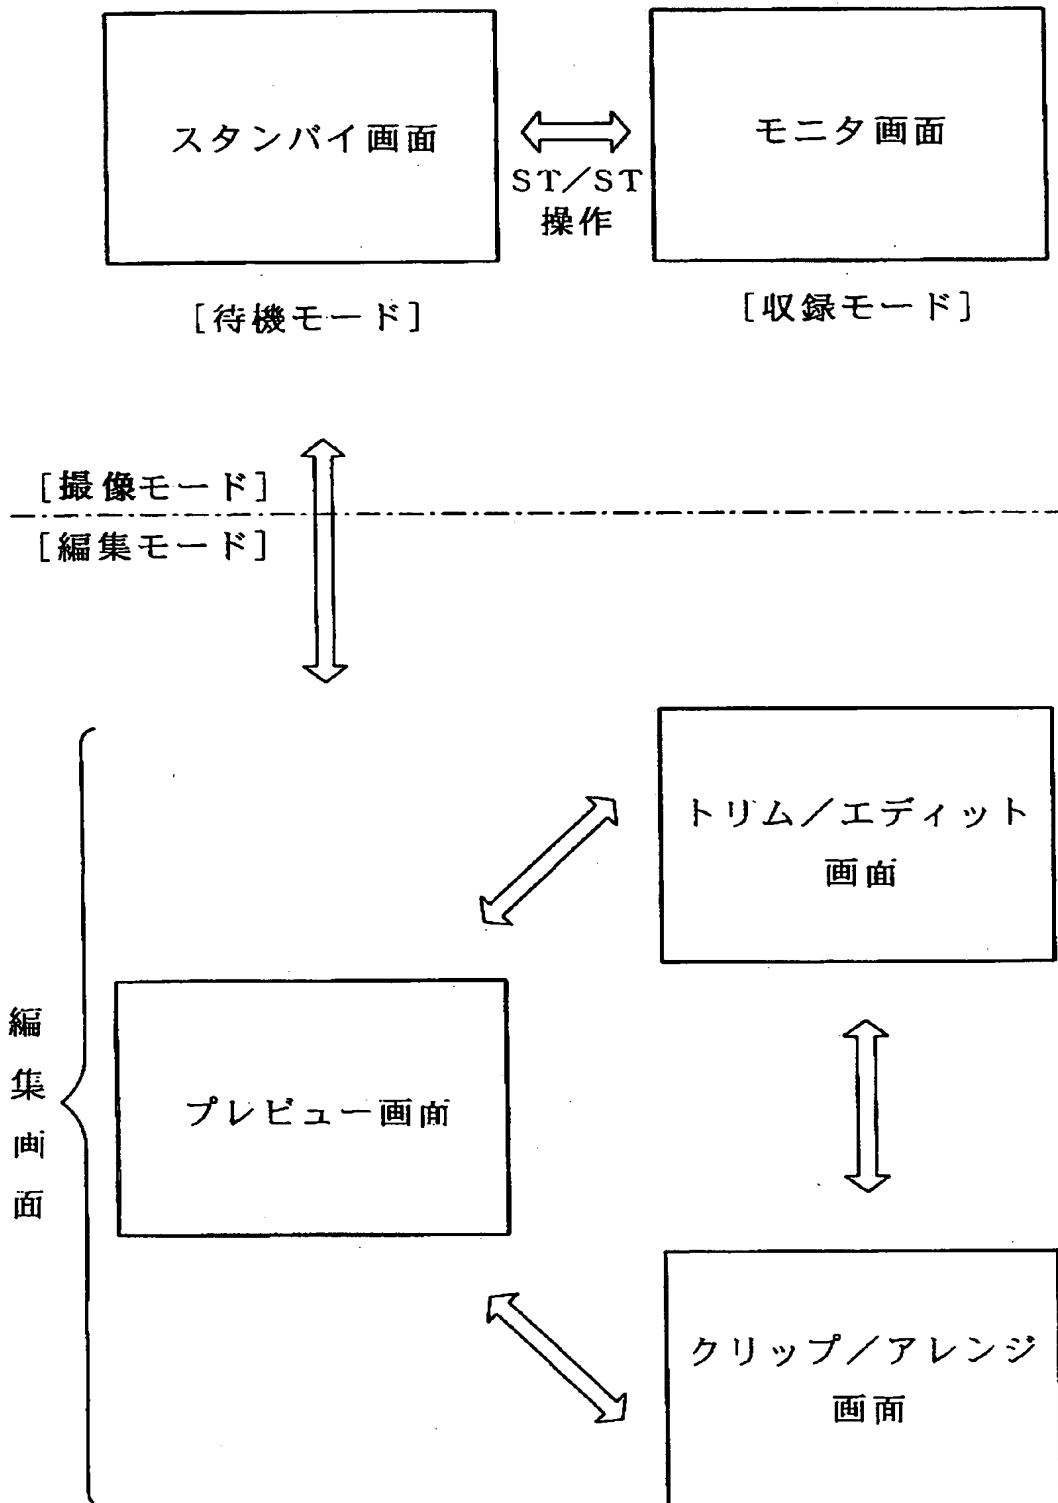 スタンバイ画面
モニタ画面
ST／ST
操作
[待機モード]
[収録モード]
[撮像モード]
[編集モード]
トリム／エディット
画面
編集画面
プレビュー画面
クリップ／アレンジ
画面